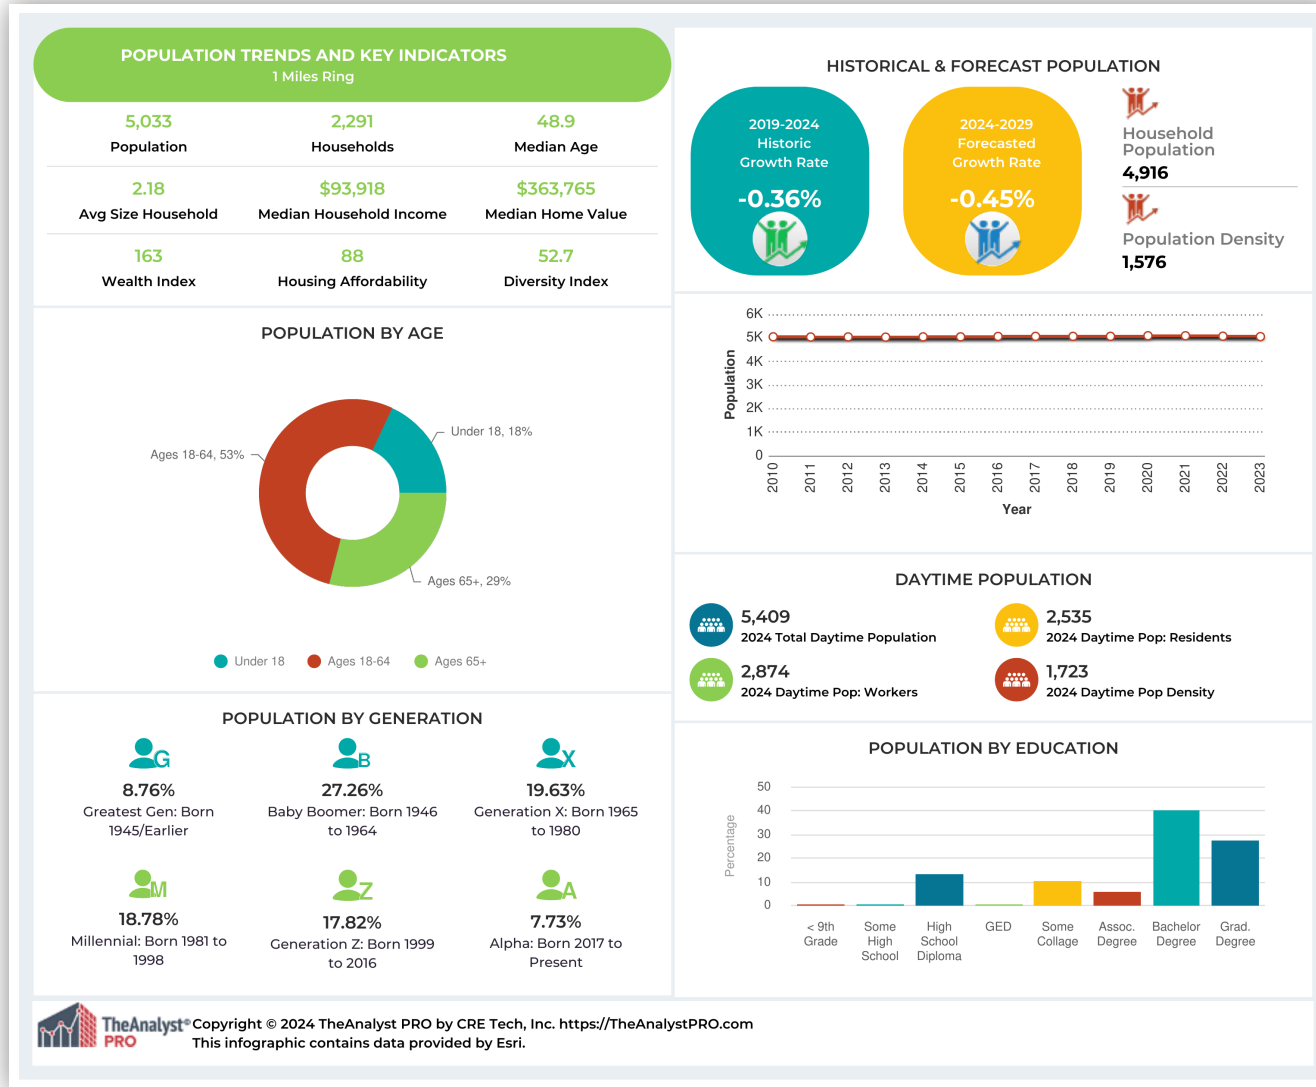 POPULATION TRENDS AND KEY INDICATORS
1 Miles Ring
5,033
Population
2,291
Households
48.9
Median Age
2.18
Avg Size Household
$93,918
Median Household Income
$363,765
Median Home Value
163
Wealth Index
88
Housing Affordability
52.7
Diversity Index
HISTORICAL & FORECAST POPULATION
2019-2024
Historic
Growth Rate
-0.36%
2024-2029
Forecasted
Growth Rate
-0.45%
Household
Population
4,916
Population Density
1,576
POPULATION BY AGE
Under 18, 18%
Ages 18-64, 53%
Ages 65+, 29%
Under 18
Ages 18-64
Ages 65+
Population
6K
5K
4K
3K
2K
1K
0
2010
2011
2012
2013
2014
2015
2016
2017
2018
2019
2020
2021
2022
2023
Year
DAYTIME POPULATION
5,409
2024 Total Daytime Population
2,535
2024 Daytime Pop: Residents
2,874
2024 Daytime Pop: Workers
1,723
2024 Daytime Pop Density
POPULATION BY GENERATION
G
8.76%
Greatest Gen: Born
1945/Earlier
B
27.26%
Baby Boomer: Born 1946
to 1964
X
19.63%
Generation X: Born 1965
to 1980
M
18.78%
Millennial: Born 1981 to
1998
Z
17.82%
Generation Z: Born 1999
to 2016
A
7.73%
Alpha: Born 2017 to
Present
POPULATION BY EDUCATION
Percentage
50
40
30
20
10
0
< 9th
Grade
Some
High
School
High
School
Diploma
GED
Some
Collage
Assoc.
Degree
Bachelor
Degree
Grad.
Degree
TheAnalyst®
PRO
Copyright © 2024 TheAnalyst PRO by CRE Tech, Inc. https://TheAnalystPRO.com
This infographic contains data provided by Esri.